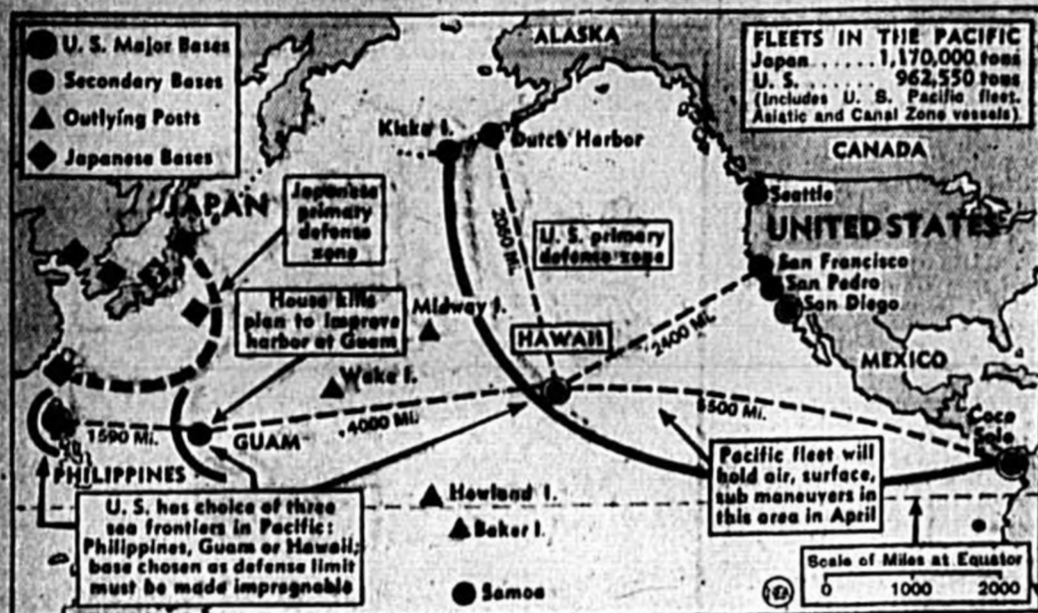 U. S. Major Bases
Secondary Bases
Outlying Posts
Japanese Bases
ALASKA
FLEETS IN THE PACIFIC
Japan ...... 1,170,000 tons
U. S. ...... 962,550 tons
(Includes U. S. Pacific fleet.
Asiatic and Canal Zone vessels)
CANADA
Kiska I.
Dutch Harbor
JAPAN
Japanese
primary
defense
zone
2050 Mi.
U. S. primary
defense zone
Seattle
UNITED STATES
San Francisco
San Pedro
San Diego
House kills
plan to improve
harbor at Guam
Midway I.
HAWAII
2400 Mi.
MEXICO
Wake I.
1590 Mi.
GUAM
4000 Mi.
5500 Mi.
Coco
Solo
PHILIPPINES
U. S. has choice of three
sea frontiers in Pacific:
Philippines, Guam or Hawaii;
base chosen as defense limit
must be made impregnable
Howland I.
Baker I.
Samoa
Pacific fleet will
hold air, surface,
sub maneuvers in
this area in April
Scale of Miles at Equator
0 1000 2000
NEA